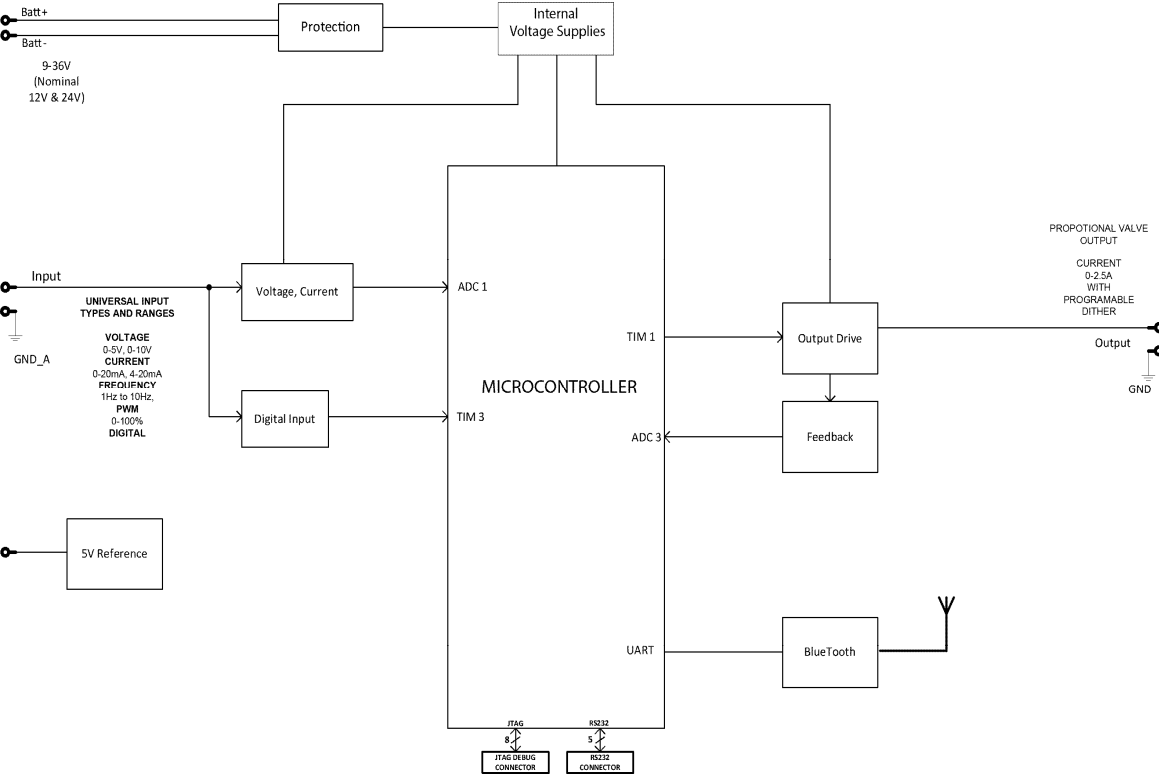 Batt+
Batt-
9-36V
(Nominal
12V & 24V)
Protection
Internal
Voltage Supplies
Input
GND_A
UNIVERSAL INPUT
TYPES AND RANGES
VOLTAGE
0-5V, 0-10V
CURRENT
0-20mA, 4-20mA
FREQUENCY
1Hz to 10Hz,
PWM
0-100%
DIGITAL
Voltage, Current
ADC 1
Digital Input
TIM 3
MICROCONTROLLER
TIM 1
Output Drive
PROPOTIONAL VALVE
OUTPUT
CURRENT
0-2.5A
WITH
PROGRAMABLE
DITHER
Output
GND
ADC 3
Feedback
5V Reference
UART
BlueTooth
JTAG
RS232
8
5
JTAG DEBUG
CONNECTOR
RS232
CONNECTOR